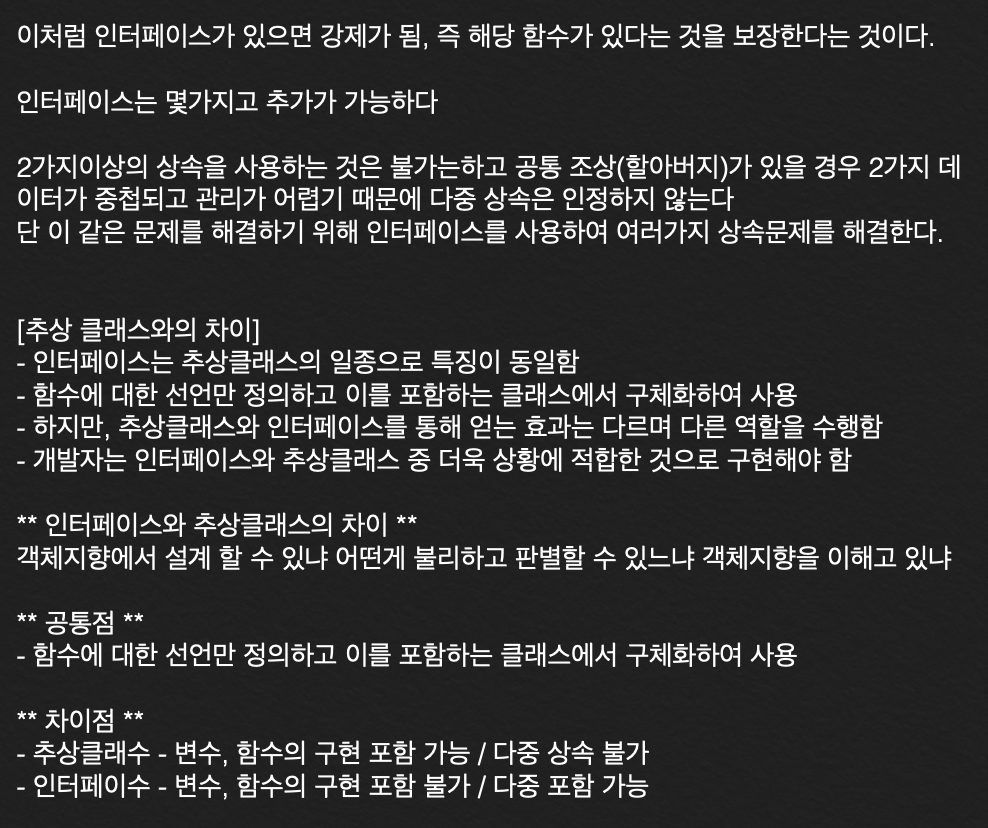 이처럼 인터페이스가 있으면 강제가 됨, 즉 해당 함수가 있다는 것을 보장한다는 것이다.
인터페이스는 몇가지고 추가가 가능하다
2가지이상의 상속을 사용하는 것은 불가는하고 공통 조상(할아버지)가 있을 경우 2가지 데
이터가 중첩되고 관리가 어렵기 때문에 다중 상속은 인정하지 않는다
단 이 같은 문제를 해결하기 위해 인터페이스를 사용하여 여러가지 상속문제를 해결한다.
[추상 클래스와의 차이]
- 인터페이스는 추상클래스의 일종으로 특징이 동일함
- 함수에 대한 선언만 정의하고 이를 포함하는 클래스에서 구체화하여 사용
- 하지만, 추상클래스와 인터페이스를 통해 얻는 효과는 다르며 다른 역할을 수행함
- 개발자는 인터페이스와 추상클래스 중 더욱 상황에 적합한 것으로 구현해야 함
** 인터페이스와 추상클래스의 차이 **
객체지향에서 설계 할 수 있냐 어떤게 불리하고 판별할 수 있느냐 객체지향을 이해고 있냐
** 공통점 **
- 함수에 대한 선언만 정의하고 이를 포함하는 클래스에서 구체화하여 사용
** 차이점 **
- 추상클래수 - 변수, 함수의 구현 포함 가능 / 다중 상속 불가
- 인터페이수 - 변수, 함수의 구현 포함 불가 / 다중 포함 가능